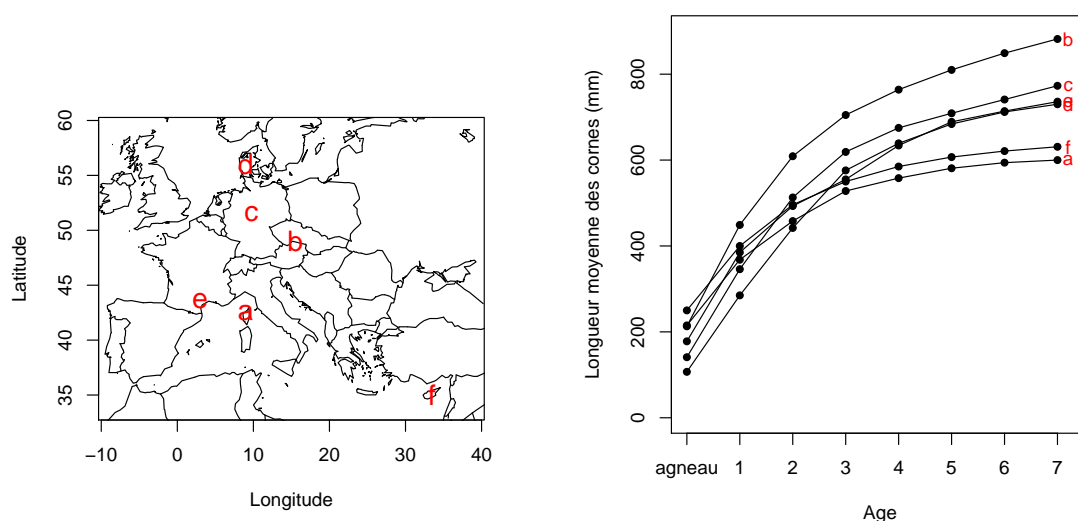 60
55
50
45
40
35
Latitude
d
c
b
e
a
f
−10 0 10 20 30 40
Longitude
800
600
400
200
0
Longueur moyenne des cornes (mm)
b
c
e
d
f
a
agneau 1 2 3 4 5 6 7
Age